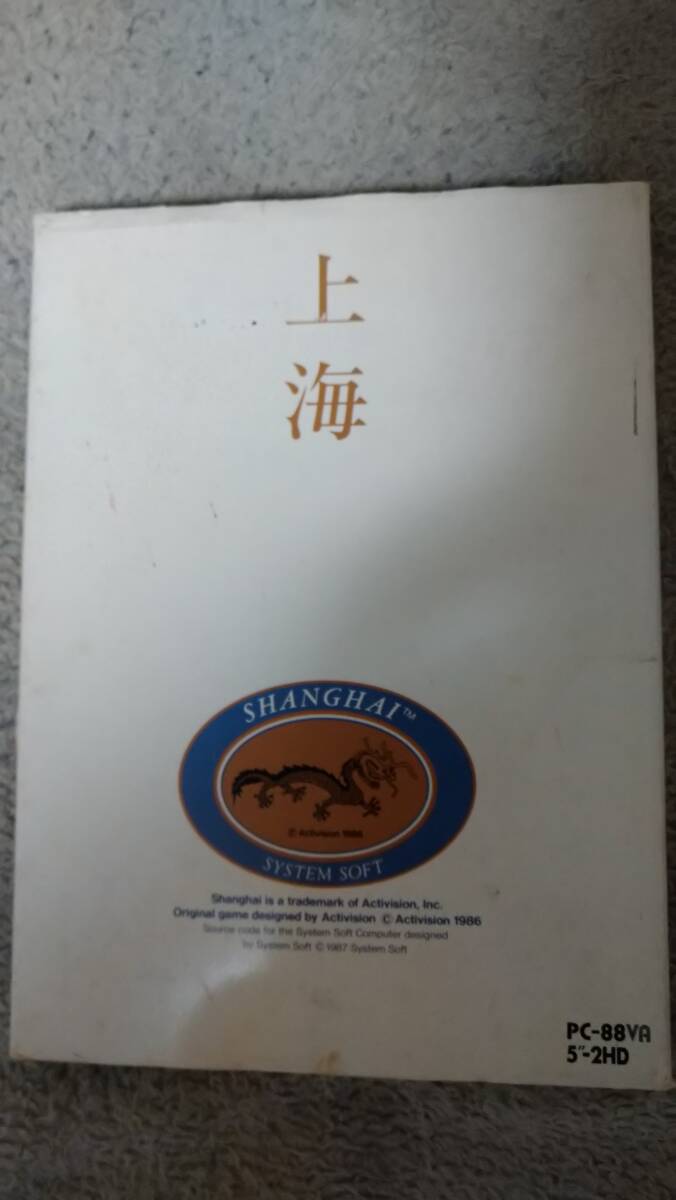 上
海
SHANGHAI™
© Activision 1986
SYSTEM SOFT
Shanghai is a trademark of Activision, Inc.
Original game designed by Activision © Activision 1986
Source code for the System Soft Computer designed
by System Soft © 1987 System Soft
PC-88VA
5"-2HD